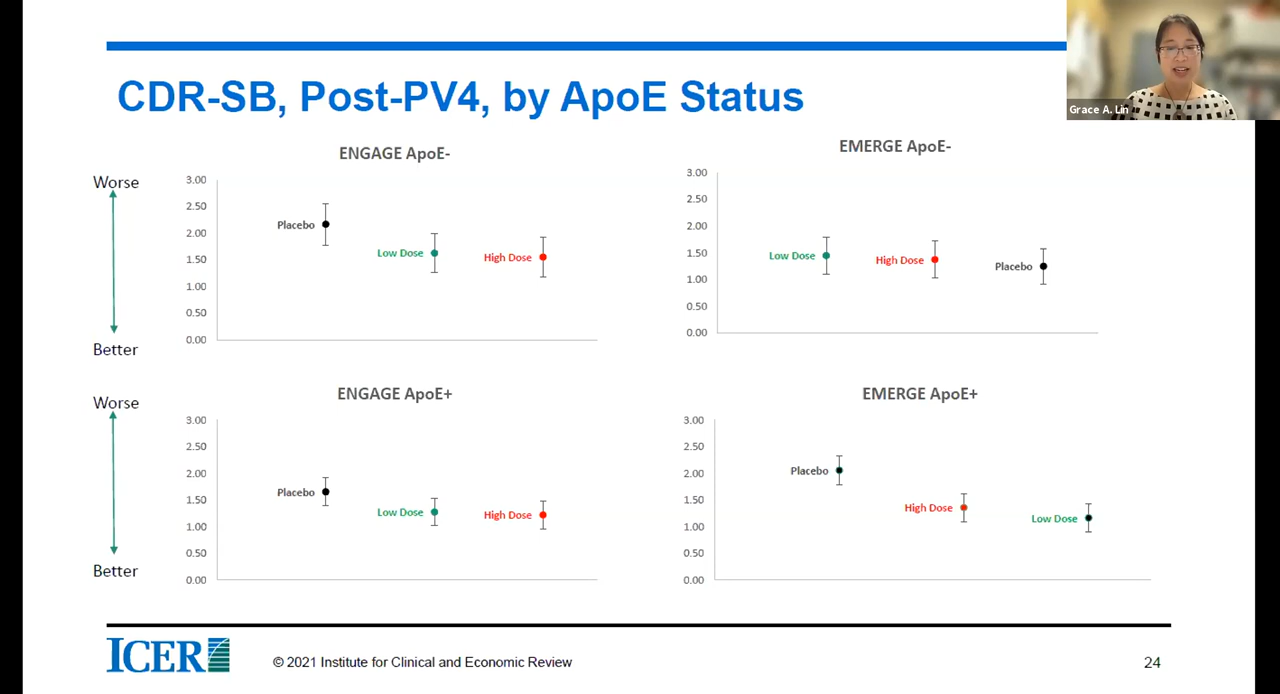 Grace A. Lin
CDR-SB, Post-PV4, by ApoE Status
Worse
Better
ENGAGE ApoE-
3.00
2.50
2.00
1.50
1.00
0.50
0.00
Placebo
Low Dose
High Dose
EMERGE ApoE-
3.00
2.50
2.00
1.50
1.00
0.50
0.00
Low Dose
High Dose
Placebo
Worse
Better
ENGAGE ApoE+
3.00
2.50
2.00
1.50
1.00
0.50
0.00
Placebo
Low Dose
High Dose
EMERGE ApoE+
3.00
2.50
2.00
1.50
1.00
0.50
0.00
Placebo
High Dose
Low Dose
ICER
© 2021 Institute for Clinical and Economic Review
24